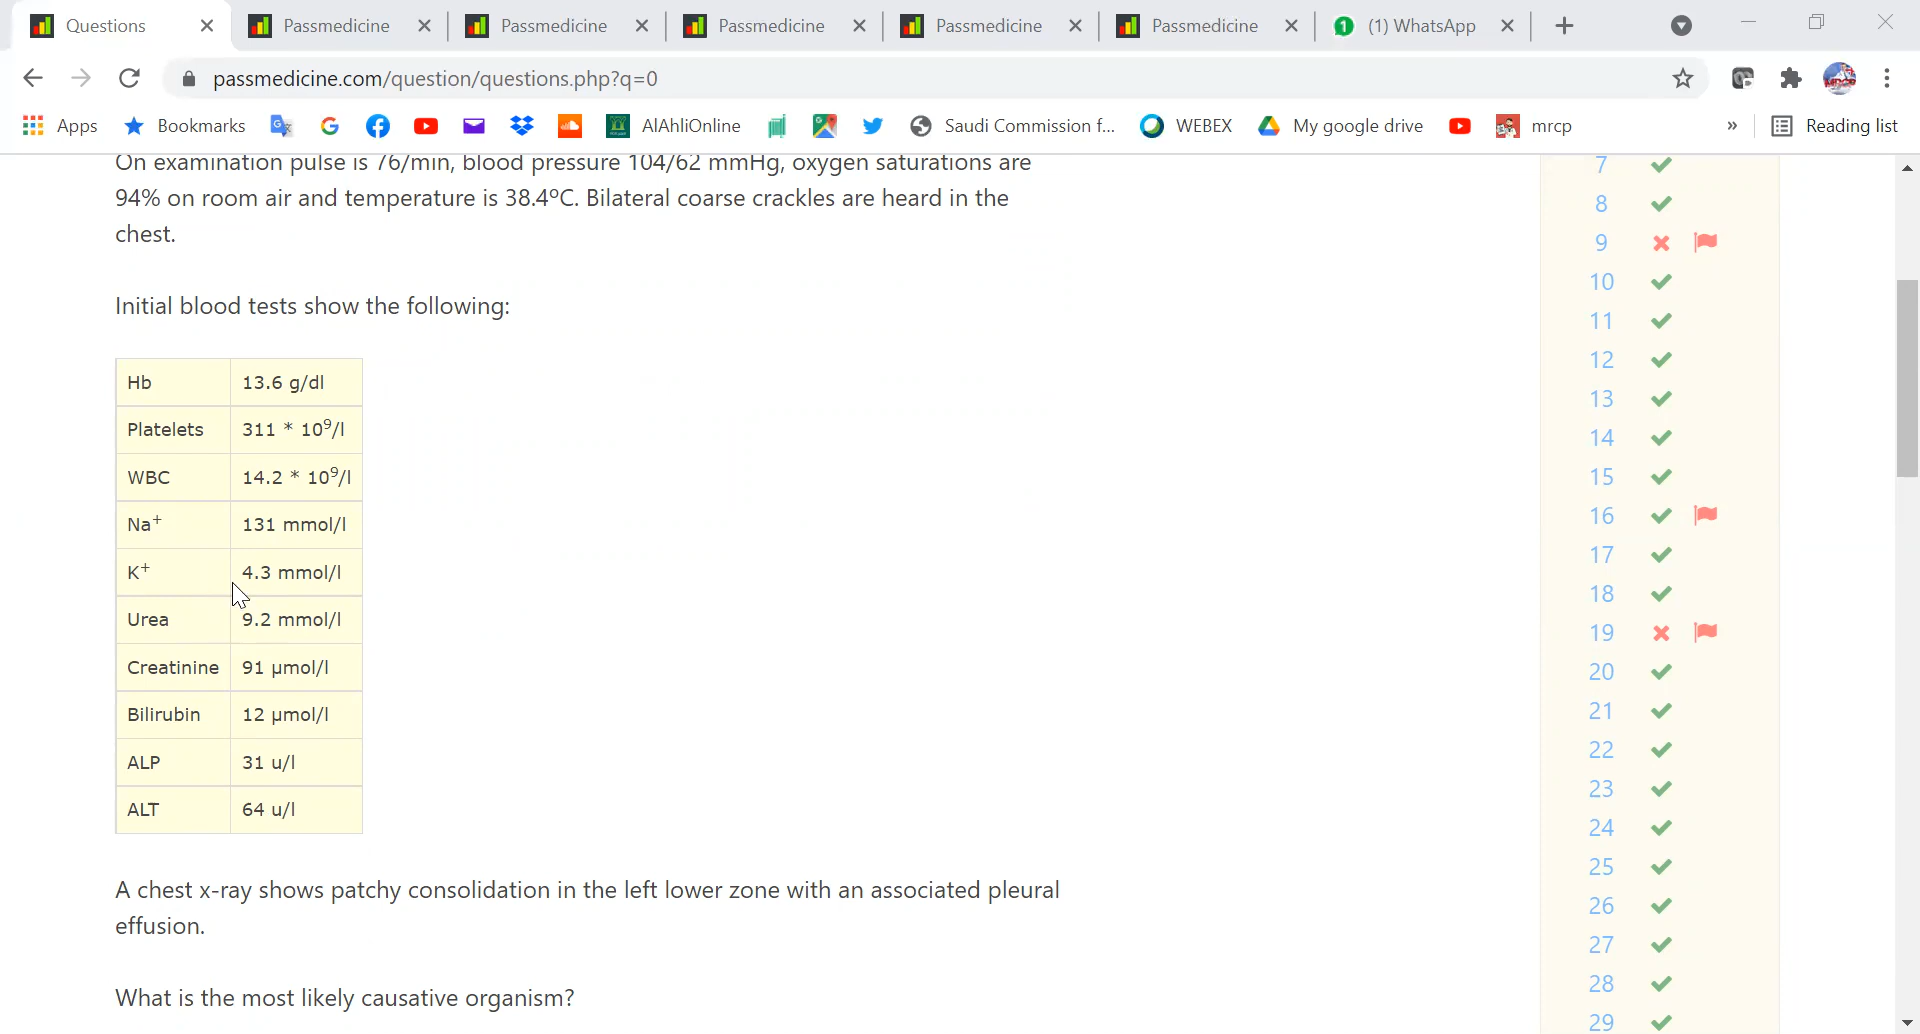 Questions
Passmedicine
Passmedicine
Passmedicine
Passmedicine
Passmedicine
1
(1) WhatsApp
passmedicine.com/question/questions.php?q=0
Apps
Bookmarks
AlAhliOnline
Saudi Commission f...
WEBEX
My google drive
mrcp
»
Reading list
On examination pulse is 76/min, blood pressure 104/62 mmHg, oxygen saturations are
94% on room air and temperature is 38.4ºC. Bilateral coarse crackles are heard in the
chest.
Initial blood tests show the following:
Hb 13.6 g/dl
Platelets 311 * 10⁹/l
WBC 14.2 * 10⁹/l
Na⁺ 131 mmol/l
K⁺ 4.3 mmol/l
Urea 9.2 mmol/l
Creatinine 91 µmol/l
Bilirubin 12 µmol/l
ALP 31 u/l
ALT 64 u/l
A chest x-ray shows patchy consolidation in the left lower zone with an associated pleural
effusion.
What is the most likely causative organism?
7
8
9
10
11
12
13
14
15
16
17
18
19
20
21
22
23
24
25
26
27
28
29